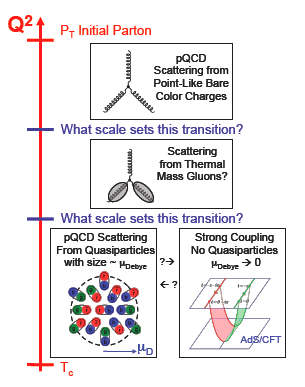 Q²
P_T Initial Parton
pQCD
Scattering from
Point-Like Bare
Color Charges
What scale sets this transition?
Scattering
from Thermal
Mass Gluons?
What scale sets this transition?
pQCD Scattering
From Quasiparticles
with size ~ μ_Debye
?→
← ?
Strong Coupling
No Quasiparticles
μ_Debye → 0
μ_D
AdS/CFT
T_c